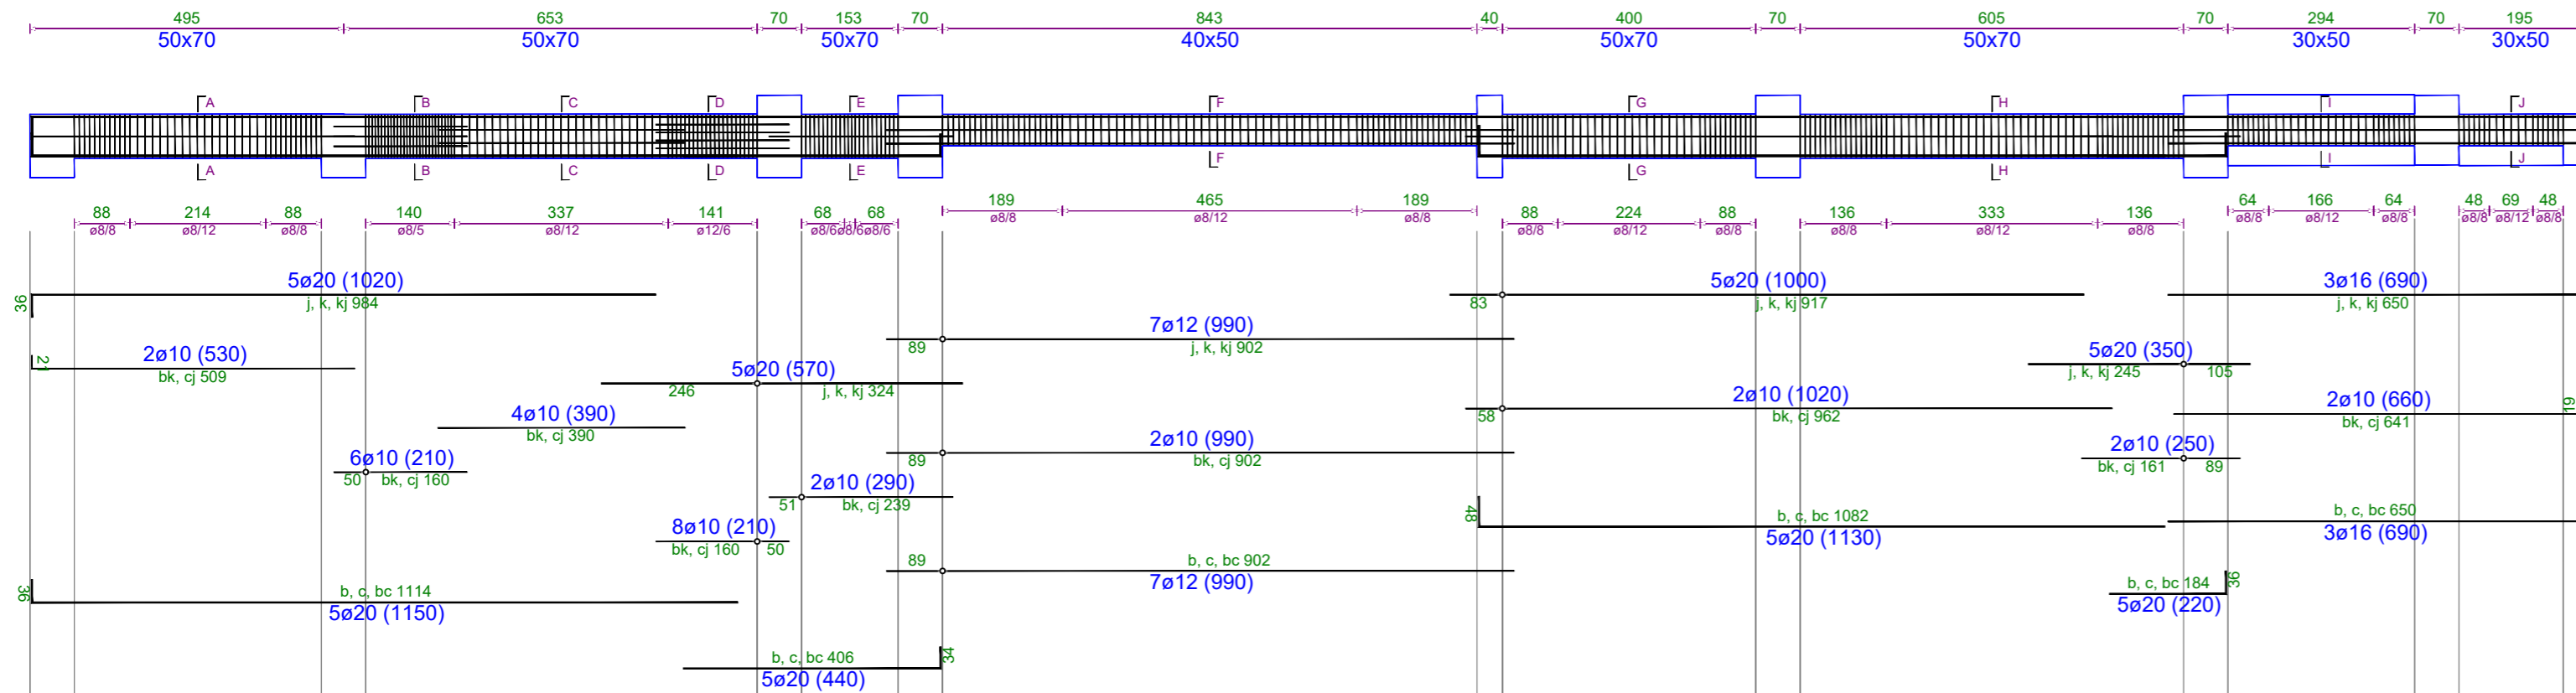 495 653 70 153 70 843 40 400 70 605 70 294 70 195
50x70 50x70 50x70 40x50 50x70 50x70 30x50 30x50
A B C D E F G H I J
A B C D E F G H I J
88 214 88 140 337 141 68 68 189 465 189 88 224 88 136 333 136 64 166 64 48 69 48
ø8/8 ø8/12 ø8/8 ø8/5 ø8/12 ø12/6 ø8/6 ø8/6 ø8/6 ø8/8 ø8/12 ø8/8 ø8/8 ø8/12 ø8/8 ø8/8 ø8/12 ø8/8 ø8/8 ø8/12 ø8/8 ø8/8 ø8/12 ø8/8
5ø20 (1020) 5ø20 (1000) 3ø16 (690)
36 j, k, kj 984 83 j, k, kj 917 j, k, kj 650
7ø12 (990)
89 j, k, kj 902
2ø10 (530) 5ø20 (350)
21 bk, cj 509 j, k, kj 245 105
5ø20 (570)
246 j, k, kj 324
2ø10 (1020) 2ø10 (660)
58 bk, cj 962 bk, cj 641 19
4ø10 (390)
bk, cj 390
2ø10 (990) 2ø10 (250)
89 bk, cj 902 bk, cj 161 89
6ø10 (210)
50 bk, cj 160
2ø10 (290)
51 bk, cj 239
48 b, c, bc 1082 b, c, bc 650
5ø20 (1130) 3ø16 (690)
8ø10 (210)
bk, cj 160 50
89 b, c, bc 902
7ø12 (990)
36 b, c, bc 1114 b, c, bc 184 36
5ø20 (1150) 5ø20 (220)
b, c, bc 406 34
5ø20 (440)